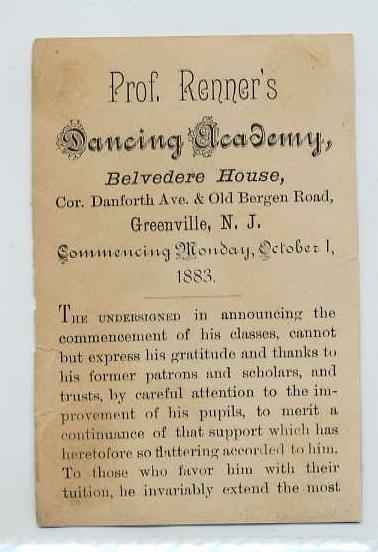 Prof. Renner's
Dancing Academy,
Belvedere House,
Cor. Danforth Ave. & Old Bergen Road,
Greenville, N. J.
Commencing Monday, October 1,
1883.
THE UNDERSIGNED in announcing the
commencement of his classes, cannot
but express his gratitude and thanks to
his former patrons and scholars, and
trusts, by careful attention to the im-
provement of his pupils, to merit a
continuance of that support which has
heretofore so flattering accorded to him.
To those who favor him with their
tuition, he invariably extend the most